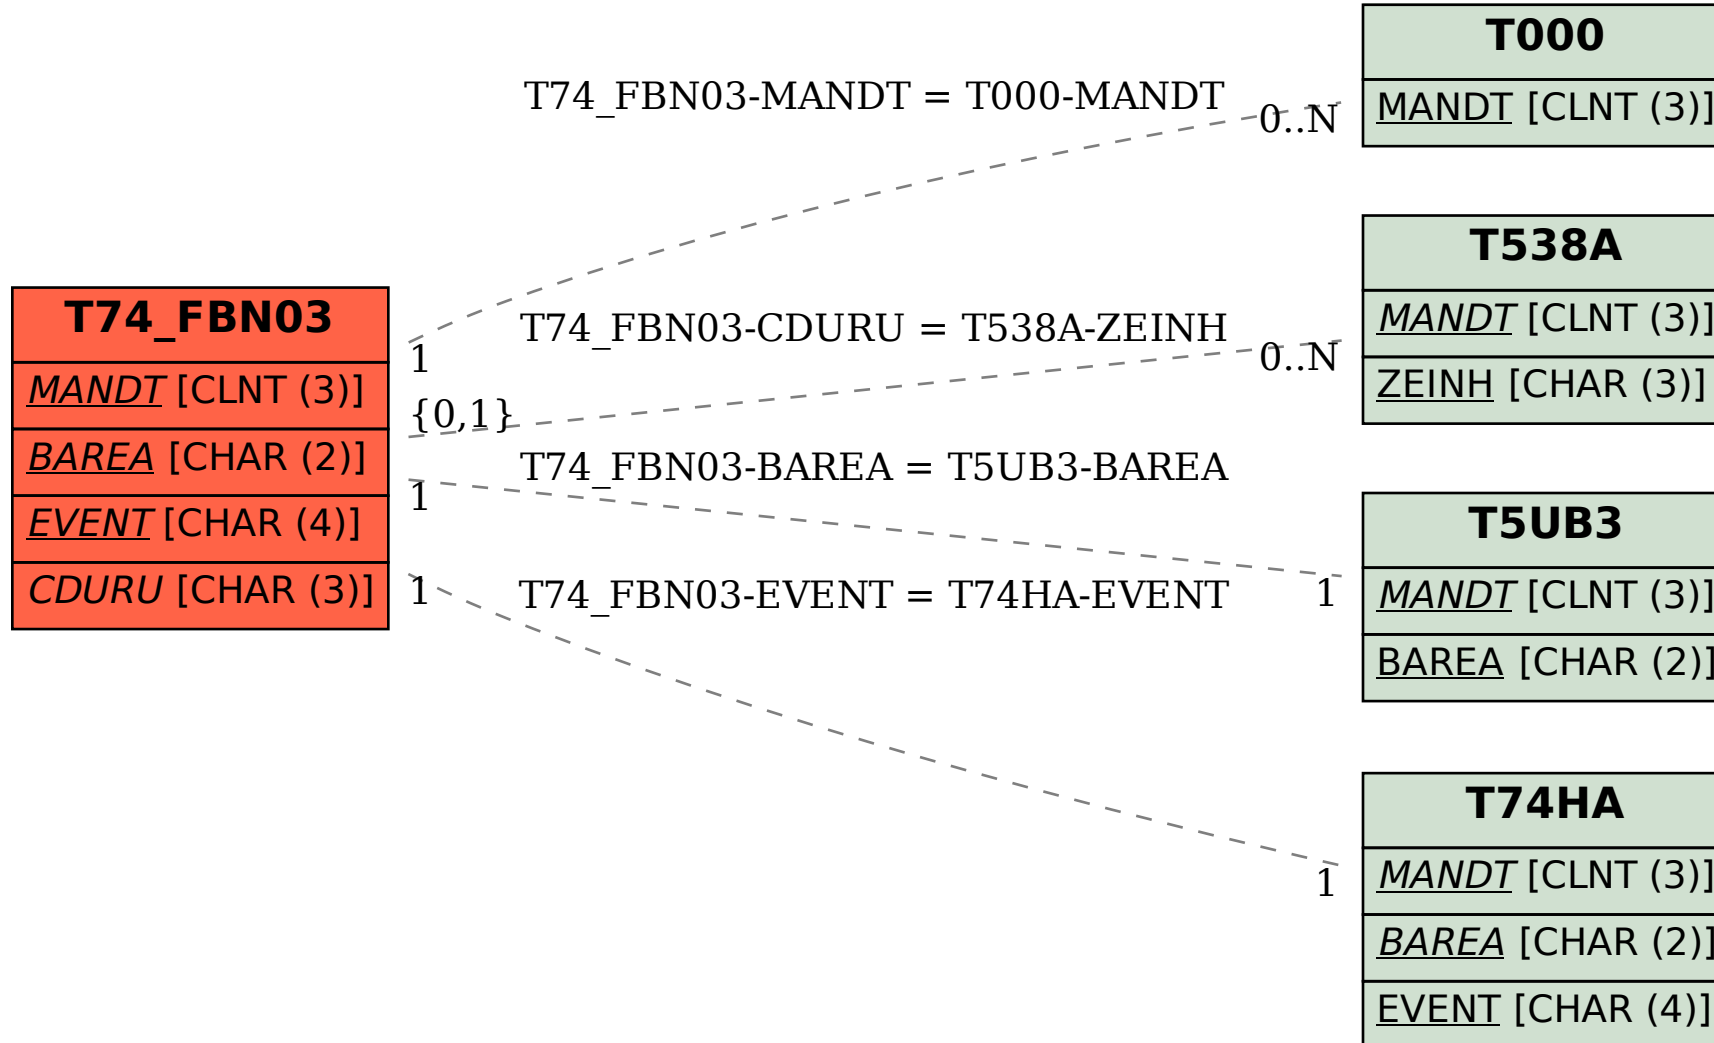 T74_FBN03
MANDT [CLNT (3)]
BAREA [CHAR (2)]
EVENT [CHAR (4)]
CDURU [CHAR (3)]
T74_FBN03-MANDT = T000-MANDT
0..N
1
T74_FBN03-CDURU = T538A-ZEINH
0..N
{0,1}
T74_FBN03-BAREA = T5UB3-BAREA
1
1
T74_FBN03-EVENT = T74HA-EVENT
1
1
T000
MANDT [CLNT (3)]
T538A
MANDT [CLNT (3)]
ZEINH [CHAR (3)]
T5UB3
MANDT [CLNT (3)]
BAREA [CHAR (2)]
T74HA
MANDT [CLNT (3)]
BAREA [CHAR (2)]
EVENT [CHAR (4)]